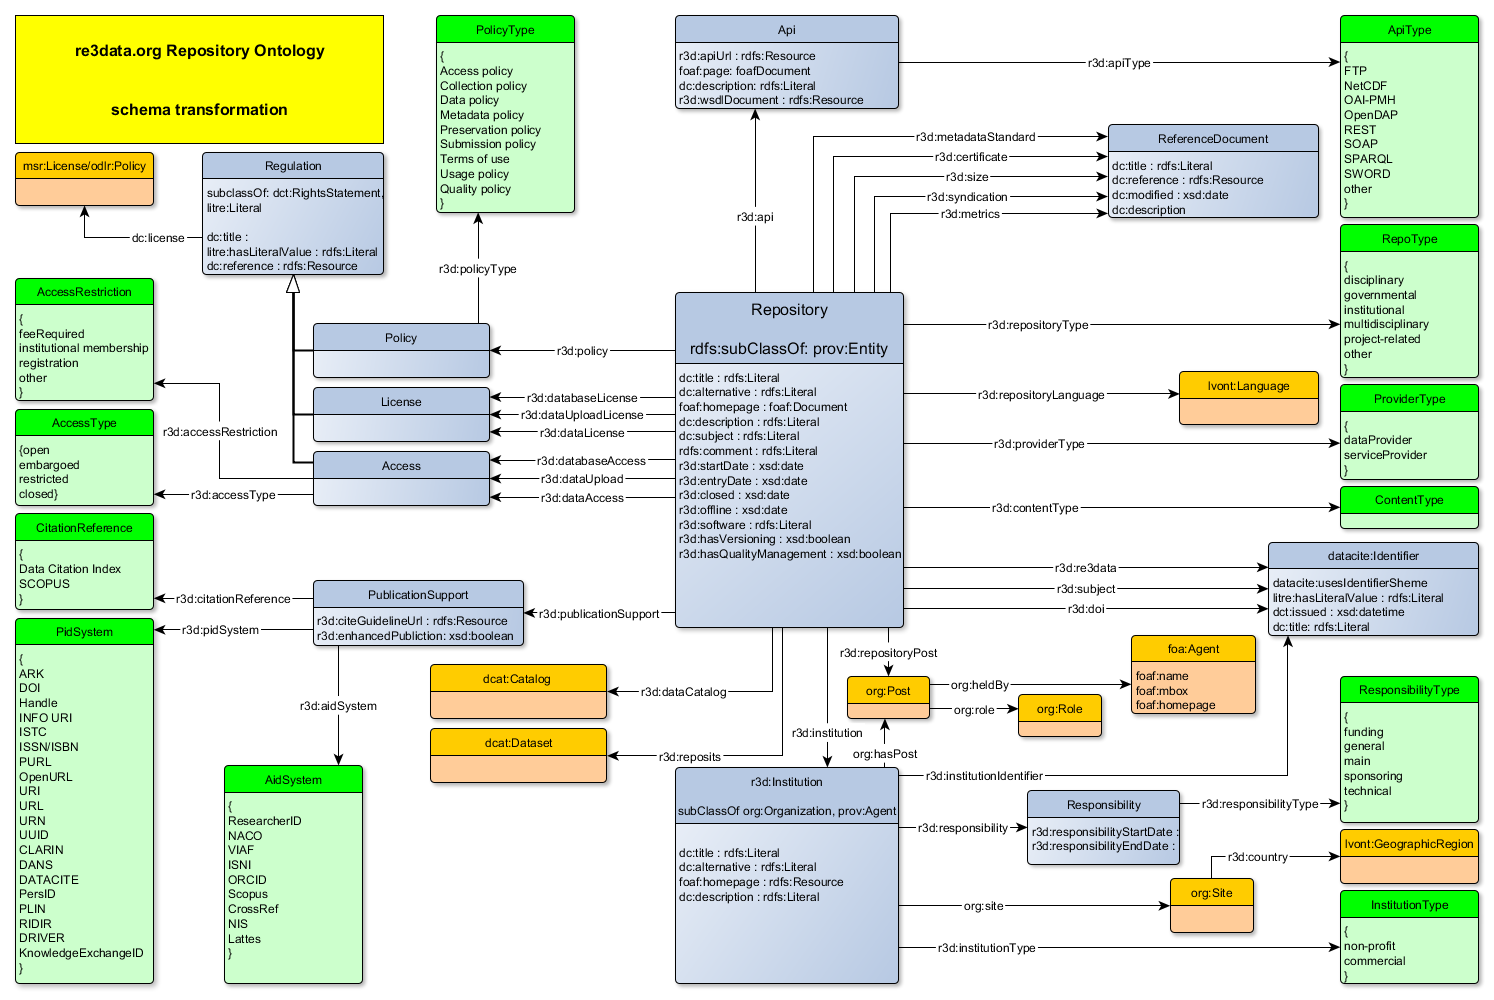 re3data.org Repository Ontology
schema transformation
PolicyType
{
Access policy
Collection policy
Data policy
Metadata policy
Preservation policy
Submission policy
Terms of use
Usage policy
Quality policy
}
Api
r3d:apiUrl : rdfs:Resource
foaf:page: foafDocument
dc:description: rdfs:Literal
r3d:wsdlDocument : rdfs:Resource
r3d:apiType
ApiType
{
FTP
NetCDF
OAI-PMH
OpenDAP
REST
SOAP
SPARQL
SWORD
other
}
msr:License/odlr:Policy
dc:license
Regulation
subclassOf: dct:RightsStatement,
litre:Literal
dc:title :
litre:hasLiteralValue : rdfs:Literal
dc:reference : rdfs:Resource
r3d:policyType
r3d:api
r3d:metadataStandard
r3d:certificate
r3d:size
r3d:syndication
r3d:metrics
ReferenceDocument
dc:title : rdfs:Literal
dc:reference : rdfs:Resource
dc:modified : xsd:date
dc:description
RepoType
{
disciplinary
governmental
institutional
multidisciplinary
project-related
other
}
AccessRestriction
{
feeRequired
institutional membership
registration
other
}
AccessType
{open
embargoed
restricted
closed}
r3d:accessRestriction
r3d:accessType
Policy
License
Access
r3d:policy
r3d:databaseLicense
r3d:dataUploadLicense
r3d:dataLicense
r3d:databaseAccess
r3d:dataUpload
r3d:dataAccess
Repository
rdfs:subClassOf: prov:Entity
dc:title : rdfs:Literal
dc:alternative : rdfs:Literal
foaf:homepage : foaf:Document
dc:description : rdfs:Literal
dc:subject : rdfs:Literal
rdfs:comment : rdfs:Literal
r3d:startDate : xsd:date
r3d:entryDate : xsd:date
r3d:closed : xsd:date
r3d:offline : xsd:date
r3d:software : rdfs:Literal
r3d:hasVersioning : xsd:boolean
r3d:hasQualityManagement : xsd:boolean
r3d:repositoryType
r3d:repositoryLanguage
lvont:Language
r3d:providerType
ProviderType
{
dataProvider
serviceProvider
}
r3d:contentType
ContentType
r3d:re3data
r3d:subject
r3d:doi
datacite:Identifier
datacite:usesIdentifierSheme
litre:hasLiteralValue : rdfs:Literal
dct:issued : xsd:datetime
dc:title: rdfs:Literal
CitationReference
{
Data Citation Index
SCOPUS
}
r3d:citationReference
r3d:pidSystem
PublicationSupport
r3d:citeGuidelineUrl : rdfs:Resource
r3d:enhancedPubliction: xsd:boolean
r3d:publicationSupport
PidSystem
{
ARK
DOI
Handle
INFO URI
ISTC
ISSN/ISBN
PURL
OpenURL
URI
URL
URN
UUID
CLARIN
DANS
DATACITE
PersID
PLIN
RIDIR
DRIVER
KnowledgeExchangeID
}
r3d:aidSystem
AidSystem
{
ResearcherID
NACO
VIAF
ISNI
ORCID
Scopus
CrossRef
NIS
Lattes
}
dcat:Catalog
r3d:dataCatalog
dcat:Dataset
r3d:reposits
r3d:institution
r3d:repositoryPost
org:Post
org:hasPost
org:heldBy
org:role
org:Role
foa:Agent
foaf:name
foaf:mbox
foaf:homepage
r3d:Institution
subClassOf org:Organization, prov:Agent
dc:title : rdfs:Literal
dc:alternative : rdfs:Literal
foaf:homepage : rdfs:Resource
dc:description : rdfs:Literal
r3d:institutionIdentifier
r3d:responsibility
Responsibility
r3d:responsibilityStartDate :
r3d:responsibilityEndDate :
r3d:responsibilityType
ResponsibilityType
{
funding
general
main
sponsoring
technical
}
org:site
org:Site
r3d:country
lvont:GeographicRegion
r3d:institutionType
InstitutionType
{
non-profit
commercial
}